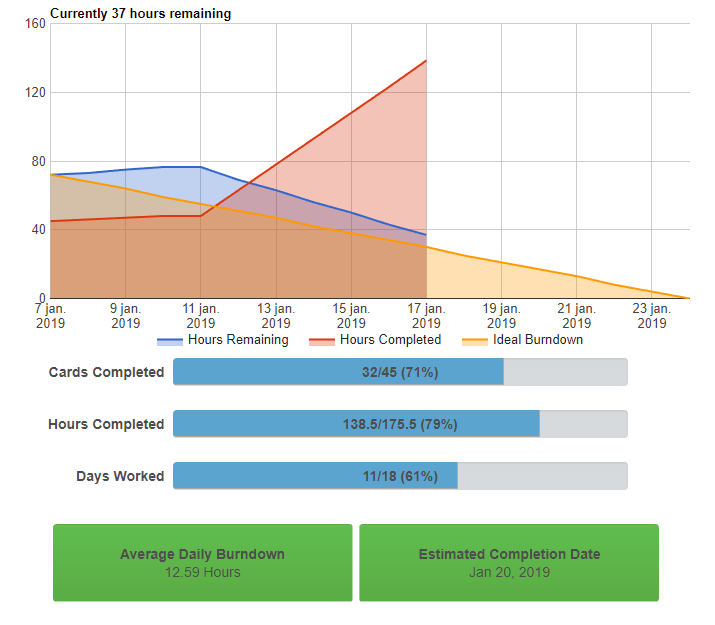 Currently 37 hours remaining
160
120
80
40
0
7 jan. 9 jan. 11 jan. 13 jan. 15 jan. 17 jan. 19 jan. 21 jan. 23 jan.
2019 2019 2019 2019 2019 2019 2019 2019 2019
Hours Remaining Hours Completed Ideal Burndown
Cards Completed 32/45 (71%)
Hours Completed 138.5/175.5 (79%)
Days Worked 11/18 (61%)
Average Daily Burndown Estimated Completion Date
12.59 Hours Jan 20, 2019